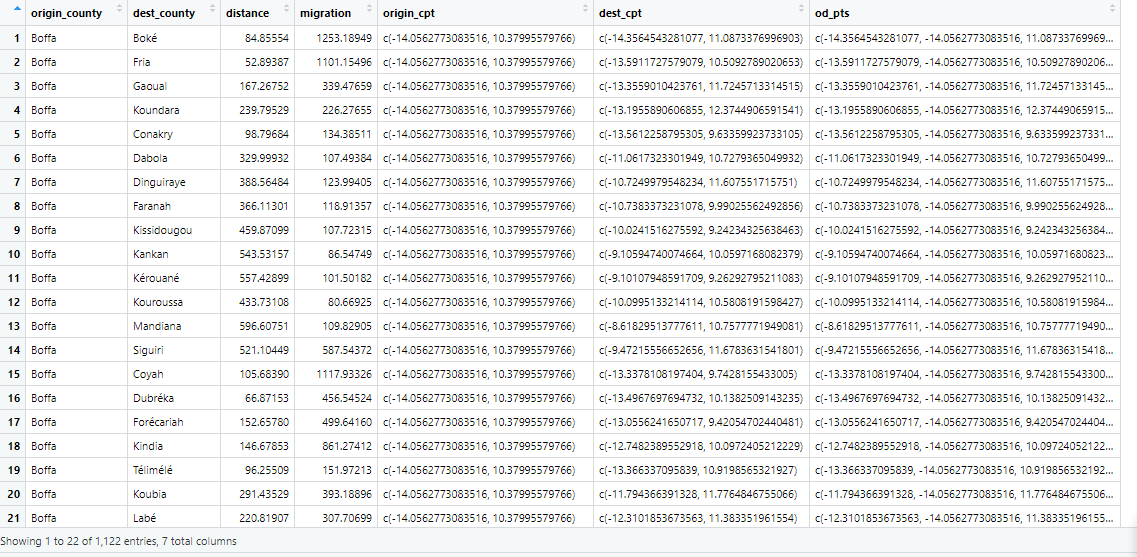 origin_county dest_county distance migration origin_cpt dest_cpt od_pts
1 Boffa Boké 84.85554 1253.18949 c(-14.0562773083516, 10.37995579766) c(-14.3564543281077, 11.0873376996903) c(-14.3564543281077, -14.0562773083516, 11.08733769969...
2 Boffa Fria 52.89387 1101.15496 c(-14.0562773083516, 10.37995579766) c(-13.5911727579079, 10.5092789020653) c(-13.5911727579079, -14.0562773083516, 10.50927890206...
3 Boffa Gaoual 167.26752 339.47659 c(-14.0562773083516, 10.37995579766) c(-13.3559010423761, 11.7245713314515) c(-13.3559010423761, -14.0562773083516, 11.72457133145...
4 Boffa Koundara 239.79529 226.27655 c(-14.0562773083516, 10.37995579766) c(-13.1955890606855, 12.3744906591541) c(-13.1955890606855, -14.0562773083516, 12.37449065915...
5 Boffa Conakry 98.79684 134.38511 c(-14.0562773083516, 10.37995579766) c(-13.5612258795305, 9.63359923733105) c(-13.5612258795305, -14.0562773083516, 9.633599237331...
6 Boffa Dabola 329.99932 107.49384 c(-14.0562773083516, 10.37995579766) c(-11.0617332301949, 10.7279365049932) c(-11.0617332301949, -14.0562773083516, 10.72793650499...
7 Boffa Dinguiraye 388.56484 123.99405 c(-14.0562773083516, 10.37995579766) c(-10.7249979548234, 11.607551715751) c(-10.7249979548234, -14.0562773083516, 11.60755171575...
8 Boffa Faranah 366.11301 118.91357 c(-14.0562773083516, 10.37995579766) c(-10.7383373231078, 9.99025562492856) c(-10.7383373231078, -14.0562773083516, 9.990255624928...
9 Boffa Kissidougou 459.87099 107.72315 c(-14.0562773083516, 10.37995579766) c(-10.0241516275592, 9.24234325638463) c(-10.0241516275592, -14.0562773083516, 9.242343256384...
10 Boffa Kankan 543.53157 86.54749 c(-14.0562773083516, 10.37995579766) c(-9.10594740074664, 10.0597168082379) c(-9.10594740074664, -14.0562773083516, 10.05971680823...
11 Boffa Kérouané 557.42899 101.50182 c(-14.0562773083516, 10.37995579766) c(-9.10107948591709, 9.26292795211083) c(-9.10107948591709, -14.0562773083516, 9.262927952110...
12 Boffa Kouroussa 433.73108 80.66925 c(-14.0562773083516, 10.37995579766) c(-10.0995133214114, 10.5808191598427) c(-10.0995133214114, -14.0562773083516, 10.58081915984...
13 Boffa Mandiana 596.60751 109.82905 c(-14.0562773083516, 10.37995579766) c(-8.61829513777611, 10.7577771949081) c(-8.61829513777611, -14.0562773083516, 10.75777719490...
14 Boffa Siguiri 521.10449 587.54372 c(-14.0562773083516, 10.37995579766) c(-9.47215556652656, 11.6783631541801) c(-9.47215556652656, -14.0562773083516, 11.67836315418...
15 Boffa Coyah 105.68390 1117.93326 c(-14.0562773083516, 10.37995579766) c(-13.3378108197404, 9.7428155433005) c(-13.3378108197404, -14.0562773083516, 9.742815543300...
16 Boffa Dubréka 66.87153 456.54524 c(-14.0562773083516, 10.37995579766) c(-13.4967697694732, 10.1382509143235) c(-13.4967697694732, -14.0562773083516, 10.13825091432...
17 Boffa Forécariah 152.65780 499.64160 c(-14.0562773083516, 10.37995579766) c(-13.0556241650717, 9.42054702440481) c(-13.0556241650717, -14.0562773083516, 9.420547024404...
18 Boffa Kindia 146.67853 861.27412 c(-14.0562773083516, 10.37995579766) c(-12.7482389552918, 10.0972405212229) c(-12.7482389552918, -14.0562773083516, 10.09724052122...
19 Boffa Télimélé 96.25509 151.97213 c(-14.0562773083516, 10.37995579766) c(-13.366337095839, 10.9198565321927) c(-13.366337095839, -14.0562773083516, 10.919856532192...
20 Boffa Koubia 291.43529 393.18896 c(-14.0562773083516, 10.37995579766) c(-11.794366391328, 11.7764846755066) c(-11.794366391328, -14.0562773083516, 11.776484675506...
21 Boffa Labé 220.81907 307.70699 c(-14.0562773083516, 10.37995579766) c(-12.3101853673563, 11.383351961554) c(-12.3101853673563, -14.0562773083516, 11.38335196155...
Showing 1 to 22 of 1,122 entries, 7 total columns